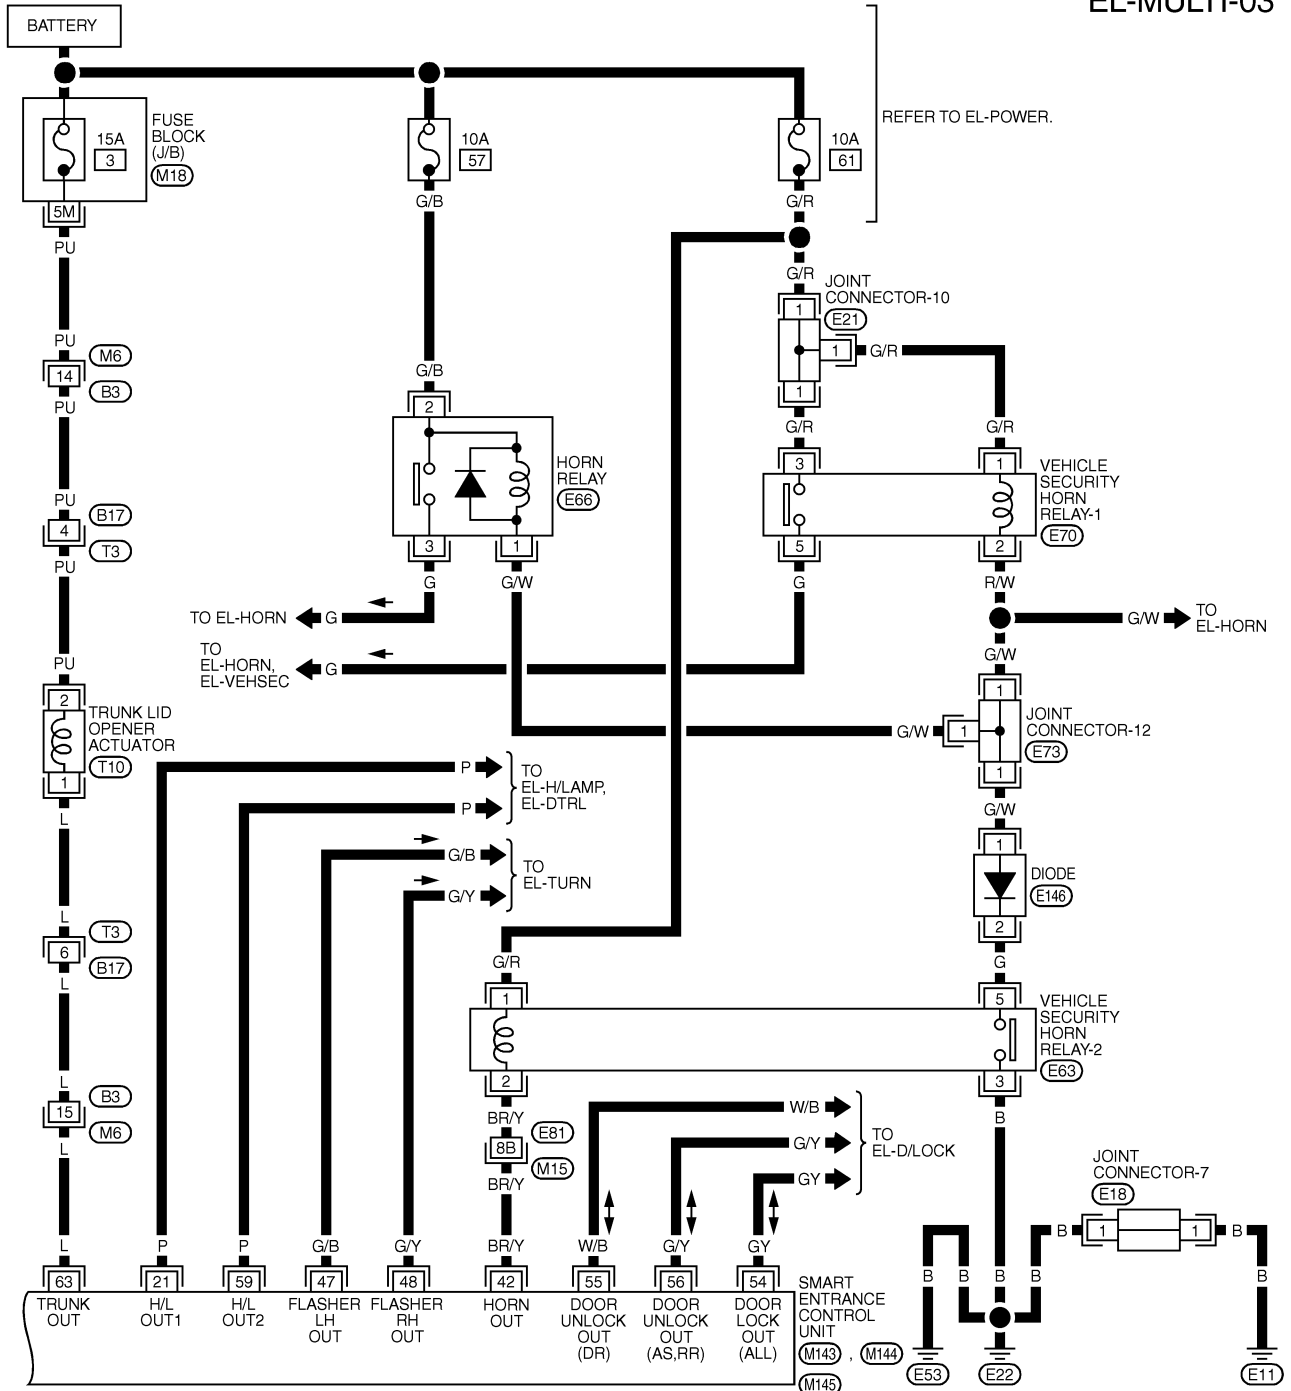 EL-MULTI-03
BATTERY
REFER TO EL-POWER.
FUSE
BLOCK
(J/B)
M18
15A
3
10A
57
10A
61
5M
G/B
G/R
PU
G/R
JOINT
CONNECTOR-10
E21
1
PU
M6
14
B3
PU
1
G/R
G/B
2
1
G/R
G/R
HORN
RELAY
E66
3
1
VEHICLE
SECURITY
HORN
RELAY-1
E70
PU
B17
4
T3
PU
3
1
5
2
G
G/W
G
R/W
TO EL-HORN
G
G/W
TO
EL-HORN
TO
EL-HORN,
EL-VEHSEC
G
G/W
PU
2
TRUNK LID
OPENER
ACTUATOR
T10
1
1
G/W
1
JOINT
CONNECTOR-12
E73
1
P
P
TO
EL-H/LAMP,
EL-DTRL
L
G/W
G/B
G/Y
TO
EL-TURN
1
DIODE
E146
2
L
T3
6
B17
L
G/R
G
1
5
VEHICLE
SECURITY
HORN
RELAY-2
E63
2
3
L
B3
15
M6
L
BR/Y
E81
8B
M15
BR/Y
W/B
G/Y
GY
TO
EL-D/LOCK
B
JOINT
CONNECTOR-7
E18
B
1
1
B
L
P
P
G/B
G/Y
BR/Y
W/B
G/Y
GY
B
B
B
B
B
63
21
59
47
48
42
55
56
54
TRUNK
OUT
H/L
OUT1
H/L
OUT2
FLASHER
LH
OUT
FLASHER
RH
OUT
HORN
OUT
DOOR
UNLOCK
OUT
(DR)
DOOR
UNLOCK
OUT
(AS,RR)
DOOR
LOCK
OUT
(ALL)
SMART
ENTRANCE
CONTROL
UNIT
M143 , M144
M145
E53
E22
E11